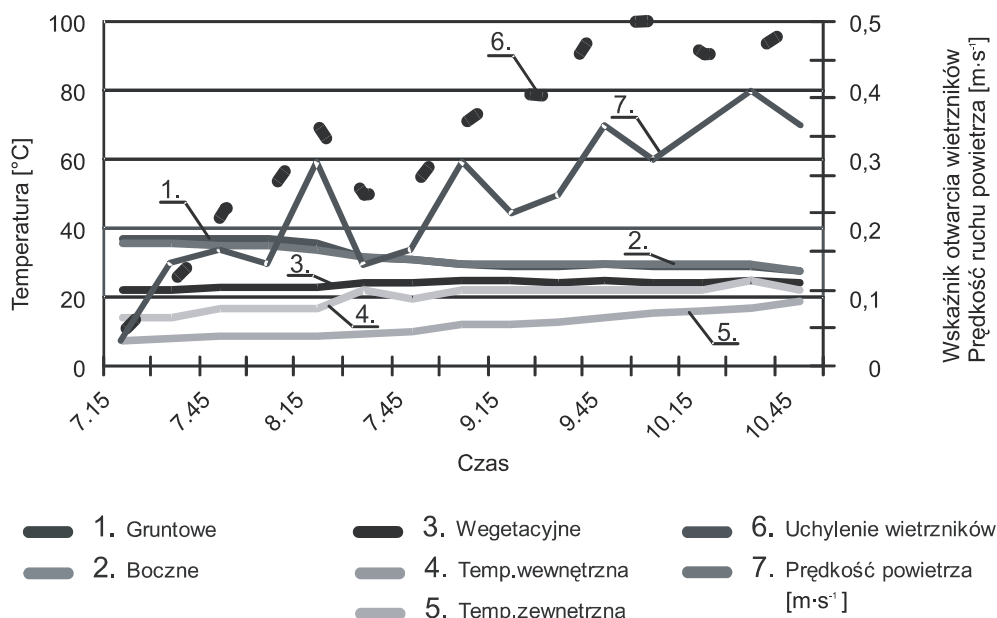 100
80
60
40
20
0
Temperatura [°C]
0,5
0,4
0,3
0,2
0,1
0
Wskaźnik otwarcia wietrzników
Prędkość ruchu powietrza [m·s⁻¹]
1.
2.
3.
4.
5.
6.
7.
7.15
7.45
8.15
7.45
9.15
9.45
10.15
10.45
Czas
1. Gruntowe
2. Boczne
3. Wegetacyjne
4. Temp.wewnętrzna
5. Temp.zewnetrzna
6. Uchylenie wietrzników
7. Prędkość powietrza
[m·s⁻¹]